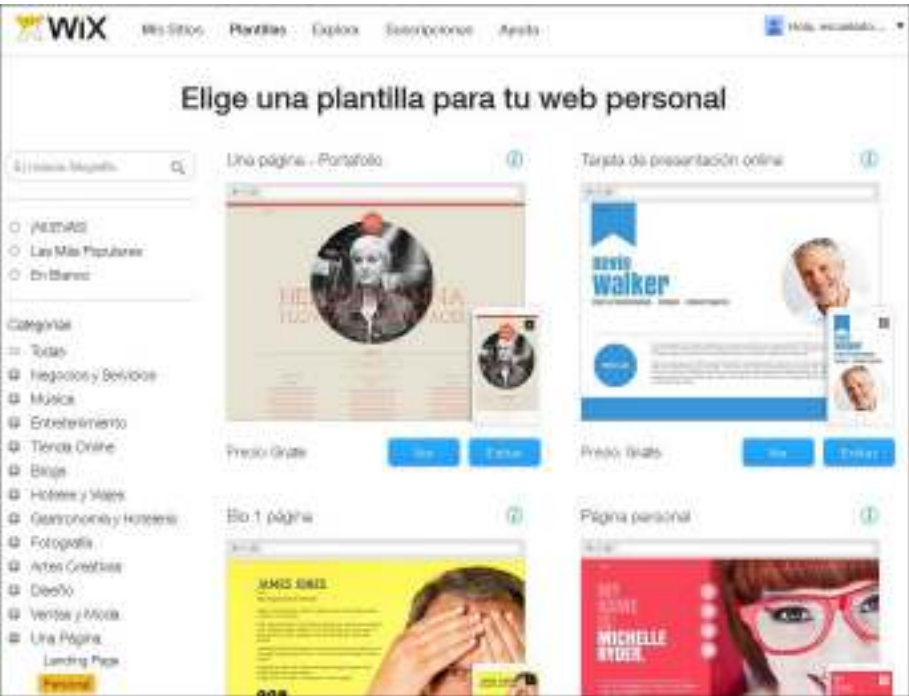 WiX
Mis Sitios Plantillas Explora Suscripciones Ayuda
Hola,
Elige una plantilla para tu web personal
¡NUEVAS!
Las Más Populares
En Blanco
Categorías
Todas
Negocios y Servicios
Música
Entretenimiento
Tienda Online
Blogs
Hoteles y Viajes
Gastronomía y Hotelería
Fotografía
Artes Creativas
Diseño
Ventas y Moda
Una Página
Landing Page
Personal
Una página - Portafolio
Precio: Gratis
Ver Editar
Tarjeta de presentación online
walker
Precio: Gratis
Ver Editar
Bio 1 página
JAMES JONES
Página personal
MICHELLE
RYDER.